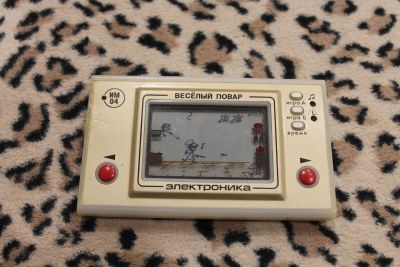 ИМ
04
ВЕСЁЛЫЙ ПОВАР
игра А
игра Б
время
электроника